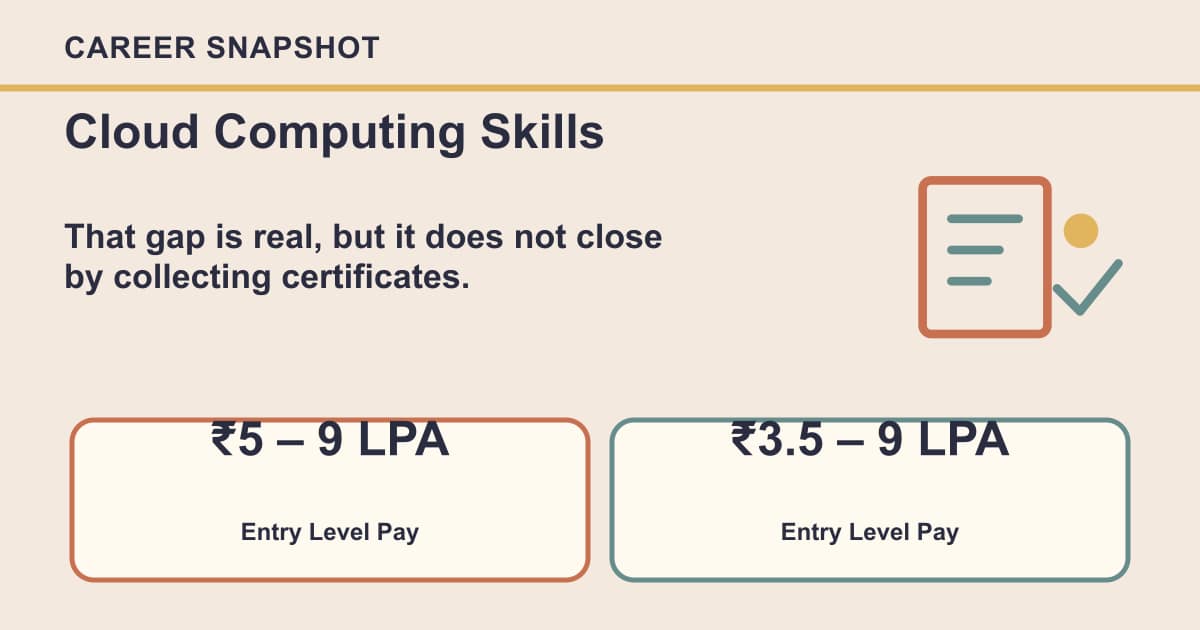 CAREER SNAPSHOT
Cloud Computing Skills
That gap is real, but it does not close
by collecting certificates.
₹5 – 9 LPA
Entry Level Pay
₹3.5 – 9 LPA
Entry Level Pay